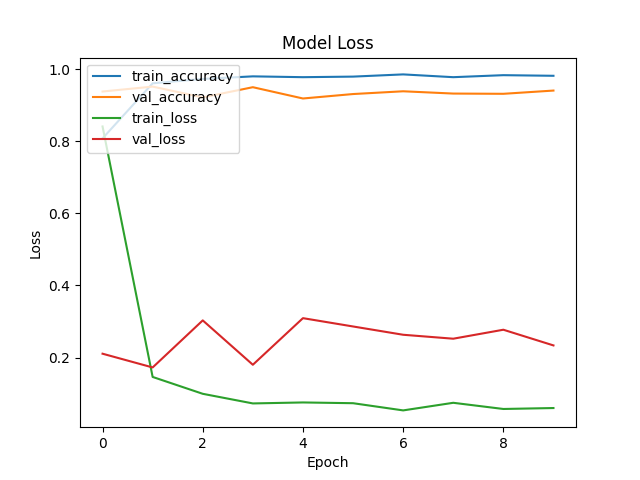 Model Loss
train_accuracy
val_accuracy
train_loss
val_loss
1.0
0.8
0.6
0.4
0.2
Loss
0 2 4 6 8
Epoch